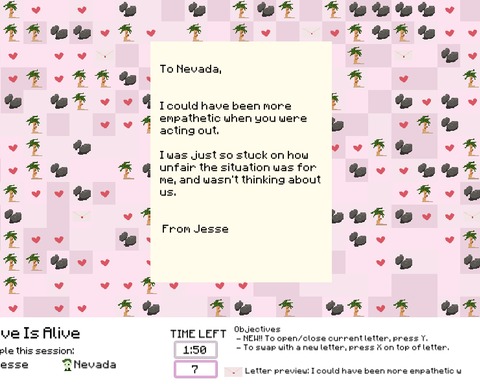 To Nevada,
I could have been more
empathetic when you were
acting out.
I was just so stuck on how
unfair the situation was for
me, and wasn't thinking about
us.
From Jesse
ve Is Alive
ple this session:
esse Nevada
TIME LEFT
1:50
7
Objectives
- NEW!! To open/close current letter, press Y.
- To swap with a new letter, press X on top of letter.
Letter preview: I could have been more empathetic w